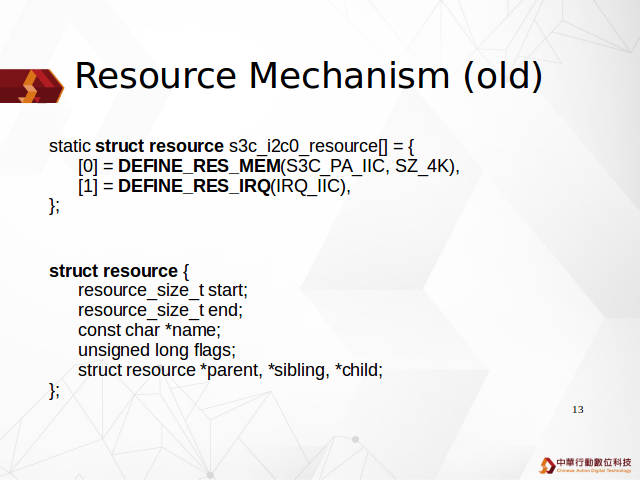 Resource Mechanism (old)
static struct resource s3c_i2c0_resource[] = {
[0] = DEFINE_RES_MEM(S3C_PA_IIC, SZ_4K),
[1] = DEFINE_RES_IRQ(IRQ_IIC),
};
struct resource {
resource_size_t start;
resource_size_t end;
const char *name;
unsigned long flags;
struct resource *parent, *sibling, *child;
};
13
中華行動數位科技
Chinese Action Digital Technology